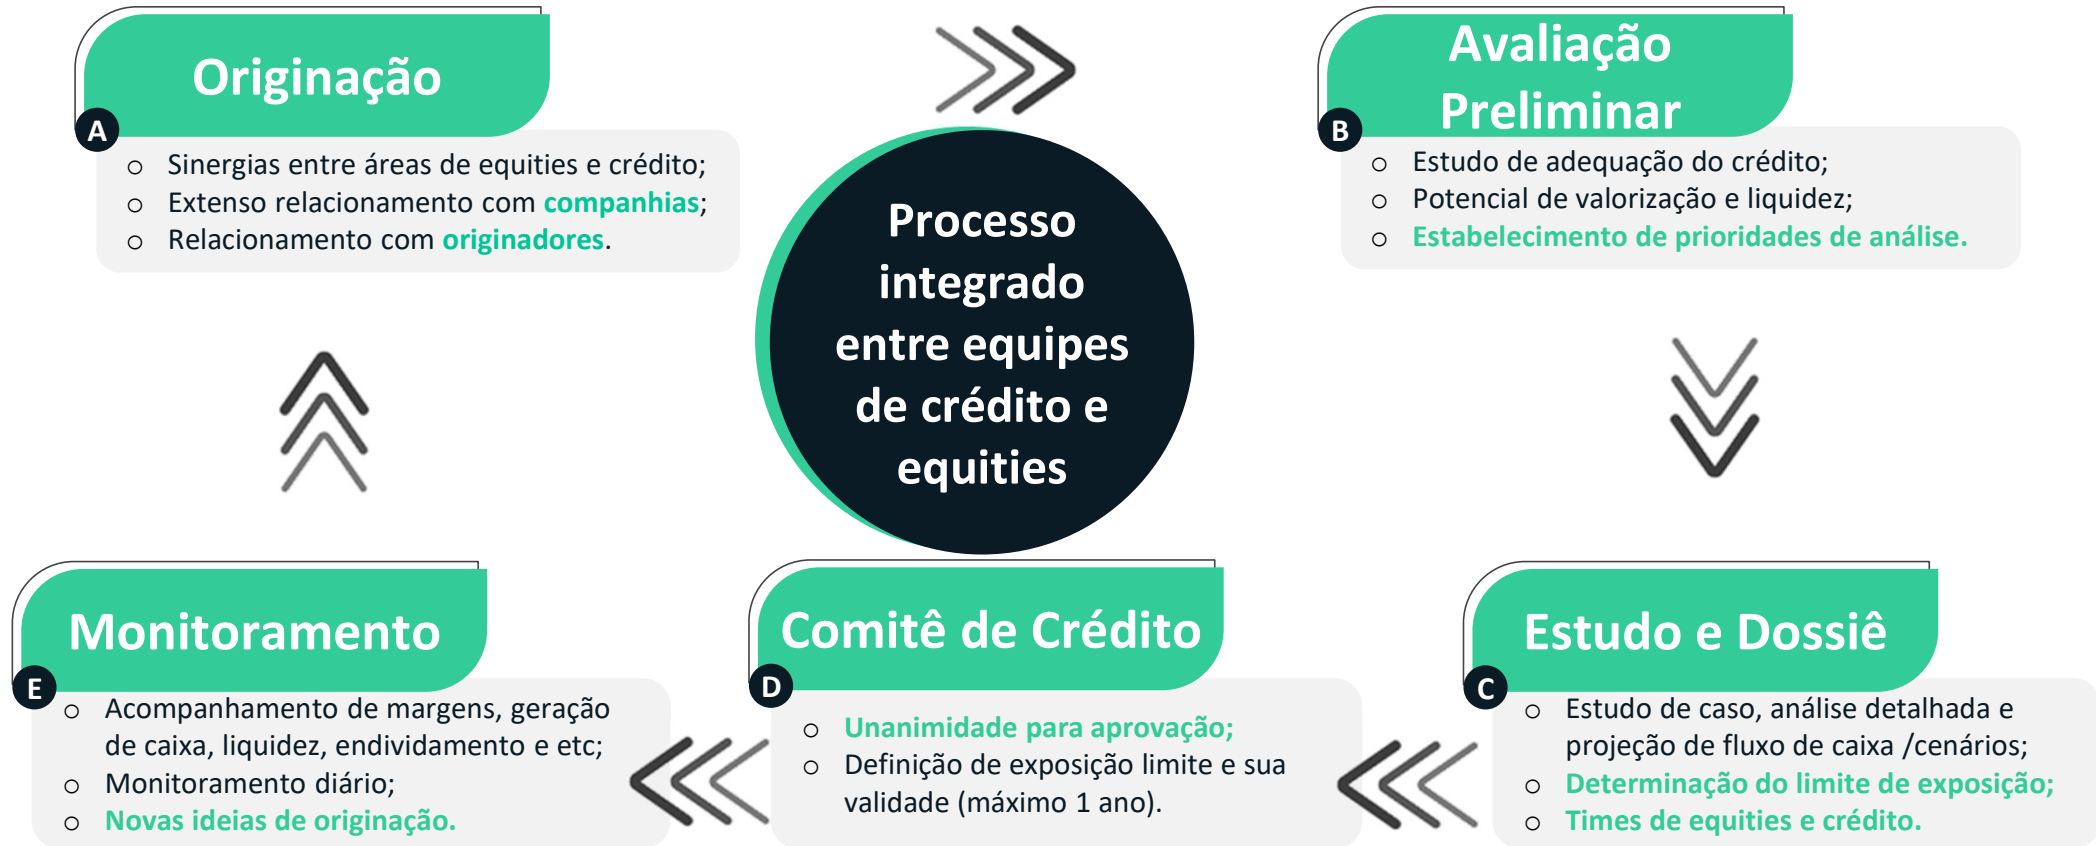 Originação
A
o Sinergias entre áreas de equities e crédito;
o Extenso relacionamento com companhias;
o Relacionamento com originadores.
Avaliação
Preliminar
B
o Estudo de adequação do crédito;
o Potencial de valorização e liquidez;
o Estabelecimento de prioridades de análise.
Processo
integrado
entre equipes
de crédito e
equities
Estudo e Dossiê
C
o Estudo de caso, análise detalhada e
projeção de fluxo de caixa /cenários;
o Determinação do limite de exposição;
o Times de equities e crédito.
Comitê de Crédito
D
o Unanimidade para aprovação;
o Definição de exposição limite e sua
validade (máximo 1 ano).
Monitoramento
E
o Acompanhamento de margens, geração
de caixa, liquidez, endividamento e etc;
o Monitoramento diário;
o Novas ideias de originação.